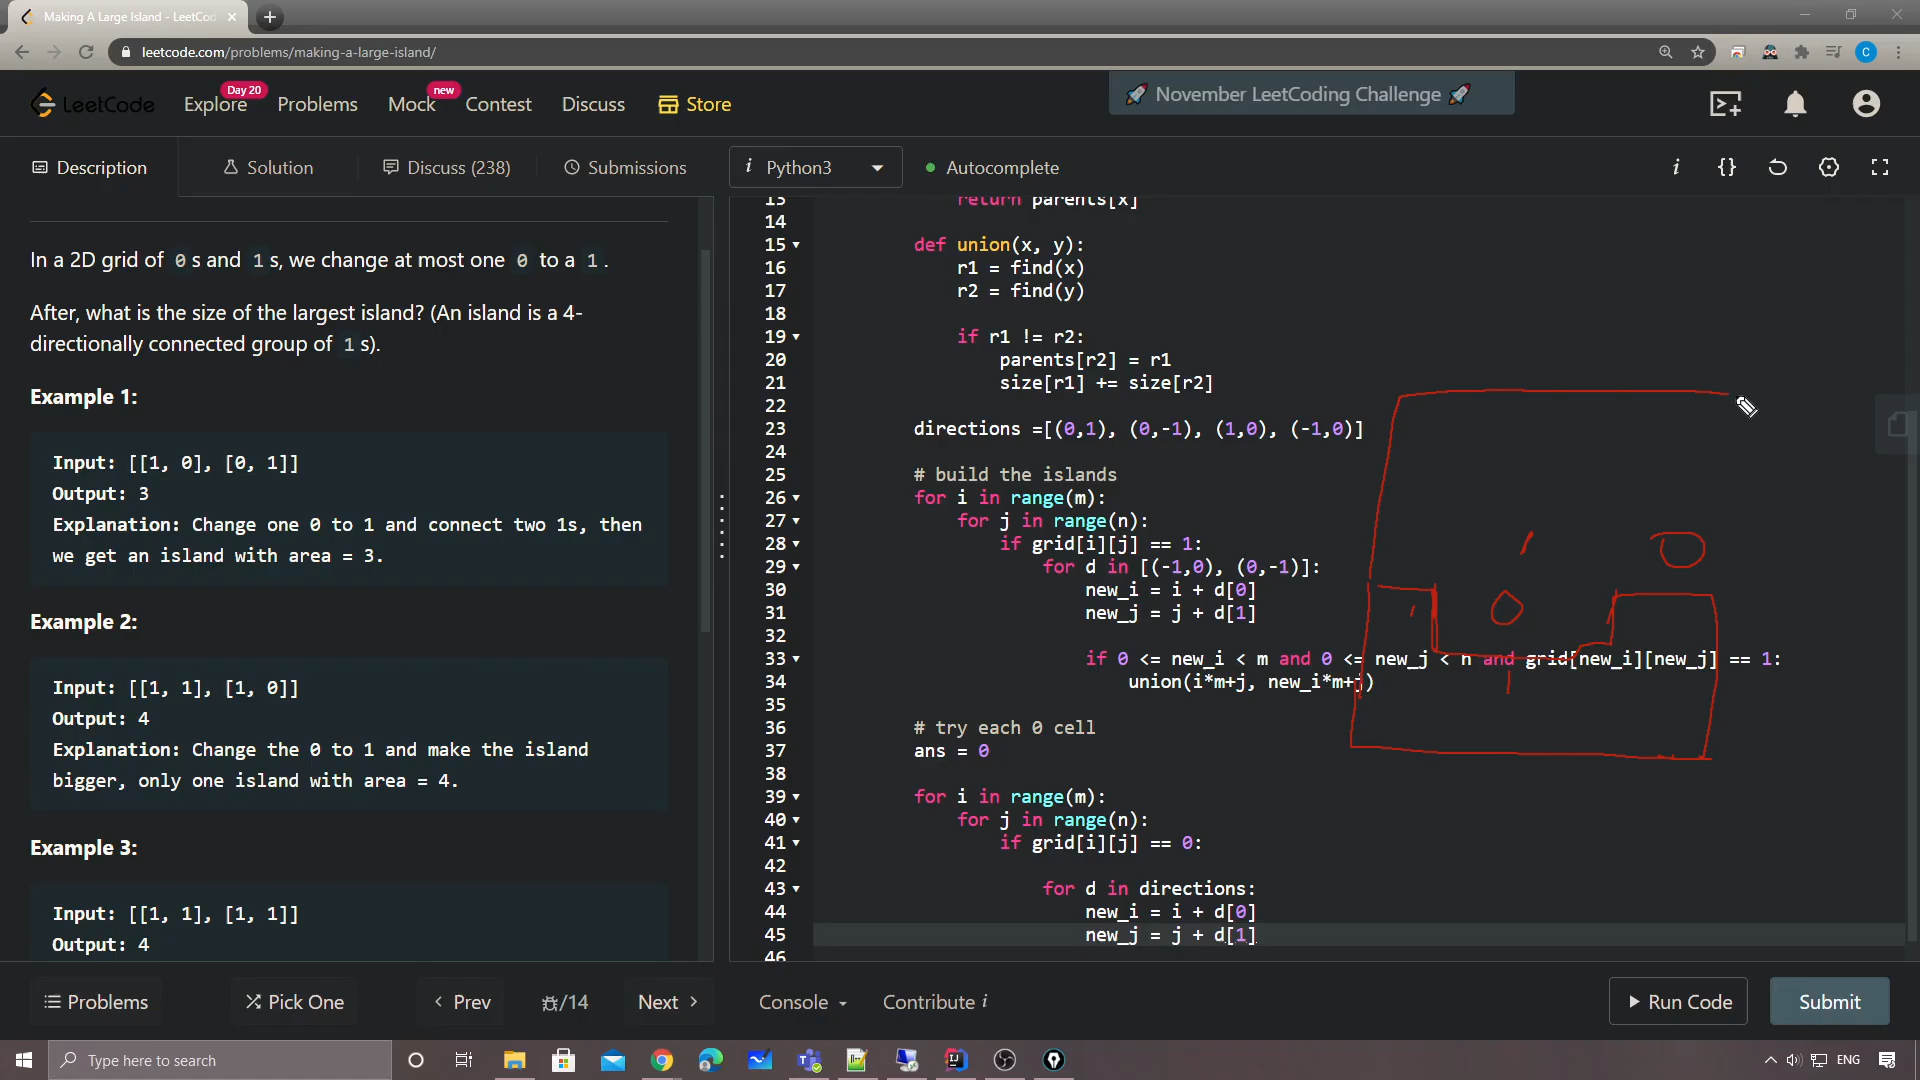 Making A Large Island - LeetCo
leetcode.com/problems/making-a-large-island/
C
LeetCode
Explore
Day 20
Problems
Mock
new
Contest
Discuss
Store
🚀 November LeetCoding Challenge 🚀
Description
Solution
Discuss (238)
Submissions
i Python3
Autocomplete
In a 2D grid of 0s and 1s, we change at most one 0 to a 1.
After, what is the size of the largest island? (An island is a 4-
directionally connected group of 1s).
Example 1:
Input: [[1, 0], [0, 1]]
Output: 3
Explanation: Change one 0 to 1 and connect two 1s, then
we get an island with area = 3.
Example 2:
Input: [[1, 1], [1, 0]]
Output: 4
Explanation: Change the 0 to 1 and make the island
bigger, only one island with area = 4.
Example 3:
Input: [[1, 1], [1, 1]]
Output: 4
13 return parents[x]
14
15 def union(x, y):
16 r1 = find(x)
17 r2 = find(y)
18
19 if r1 != r2:
20 parents[r2] = r1
21 size[r1] += size[r2]
22
23 directions =[(0,1), (0,-1), (1,0), (-1,0)]
24
25 # build the islands
26 for i in range(m):
27 for j in range(n):
28 if grid[i][j] == 1:
29 for d in [(-1,0), (0,-1)]:
30 new_i = i + d[0]
31 new_j = j + d[1]
32
33 if 0 <= new_i < m and 0 <= new_j < n and grid[new_i][new_j] == 1:
34 union(i*m+j, new_i*m+j)
35
36 # try each 0 cell
37 ans = 0
38
39 for i in range(m):
40 for j in range(n):
41 if grid[i][j] == 0:
42
43 for d in directions:
44 new_i = i + d[0]
45 new_j = j + d[1]
46
1 0
1 0
1
Problems
Pick One
Prev
/14
Next
Console
Contribute i
Run Code
Submit
Type here to search
ENG